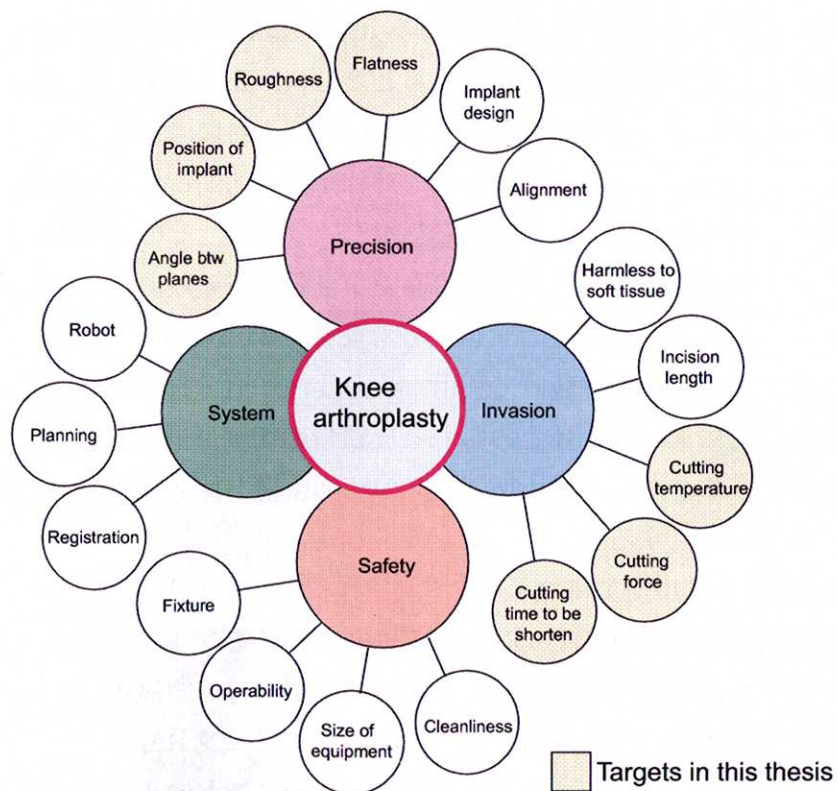 Flatness
Roughness
Implant
design
Position of
implant
Alignment
Precision
Angle btw
planes
Harmless to
soft tissue
Robot
Incision
length
Knee
arthroplasty
System
Invasion
Planning
Cutting
temperature
Registration
Safety
Cutting
force
Fixture
Cutting
time to be
shorten
Operability
Size of
equipment
Cleanliness
Targets in this thesis